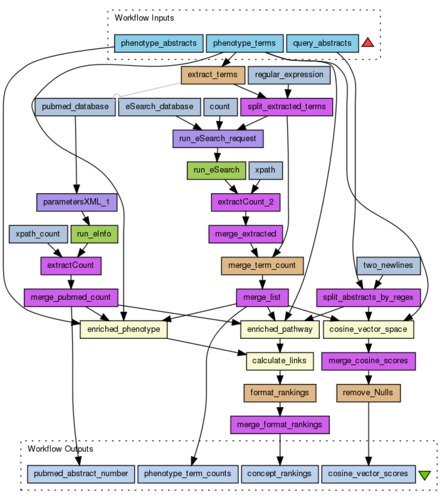 Workflow Inputs
phenotype_abstracts phenotype_terms query_abstracts
extract_terms regular_expression
pubmed_database eSearch_database count split_extracted_terms
run_eSearch_request
run_eSearch xpath
parametersXML_1 extractCount_2
xpath_count run_eInfo merge_extracted
extractCount merge_term_count two_newlines
merge_pubmed_count merge_list split_abstracts_by_regex
enriched_phenotype enriched_pathway cosine_vector_space
calculate_links merge_cosine_scores
format_rankings remove_Nulls
merge_format_rankings
Workflow Outputs
pubmed_abstract_number phenotype_term_counts concept_rankings cosine_vector_scores